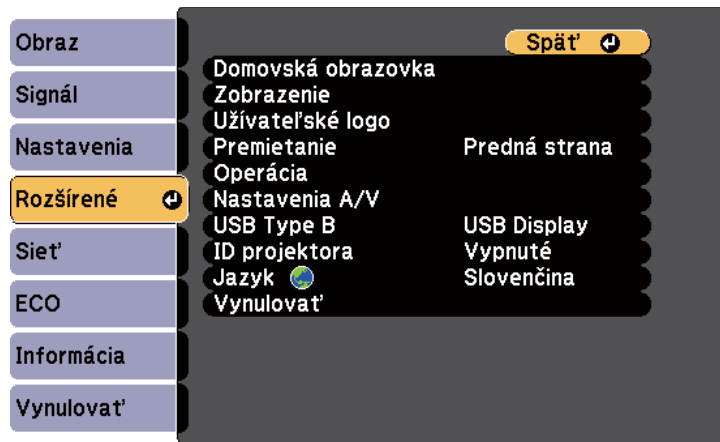 Obraz
Signál
Nastavenia
Rozšírené
Sieť
ECO
Informácia
Vynulovať
Späť
Domovská obrazovka
Zobrazenie
Užívateľské logo
Premietanie Predná strana
Operácia
Nastavenia A/V
USB Type B USB Display
ID projektora Vypnuté
Jazyk Slovenčina
Vynulovať